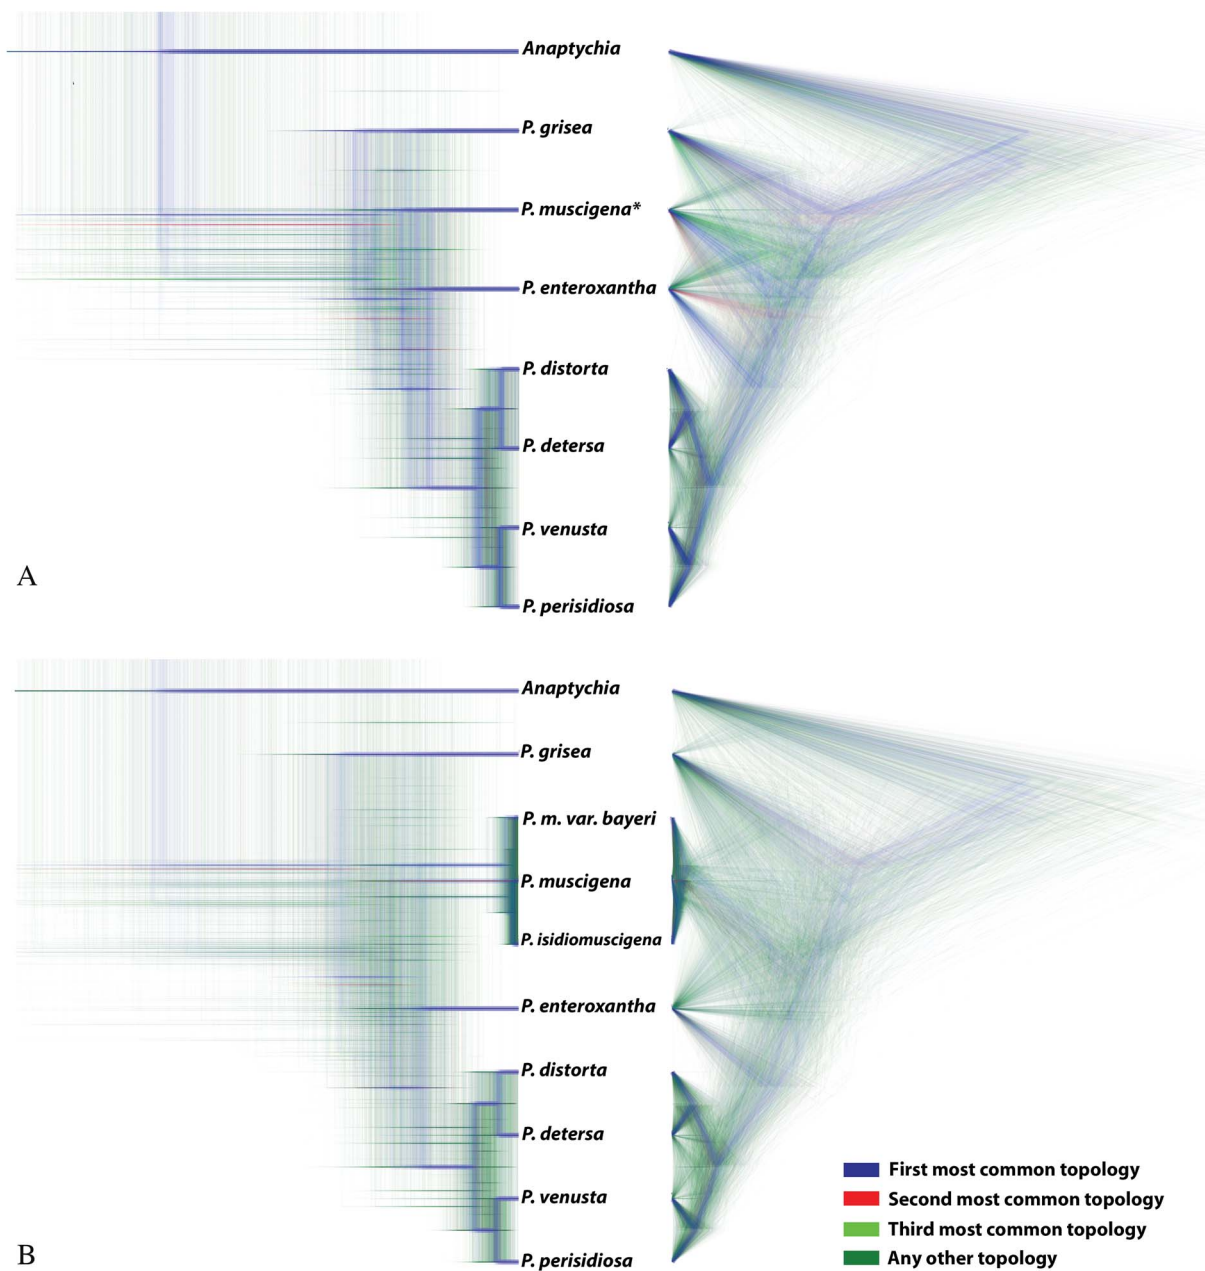 Anaptychia
P. grisea
P. muscigena*
P. enteroxantha
P. distorta
P. detersa
P. venusta
A
P. perisidiosa
Anaptychia
P. grisea
P. m. var. bayeri
P. muscigena
P. isidiomuscigena
P. enteroxantha
P. distorta
P. detersa
P. venusta
P. perisidiosa
B
First most common topology
Second most common topology
Third most common topology
Any other topology